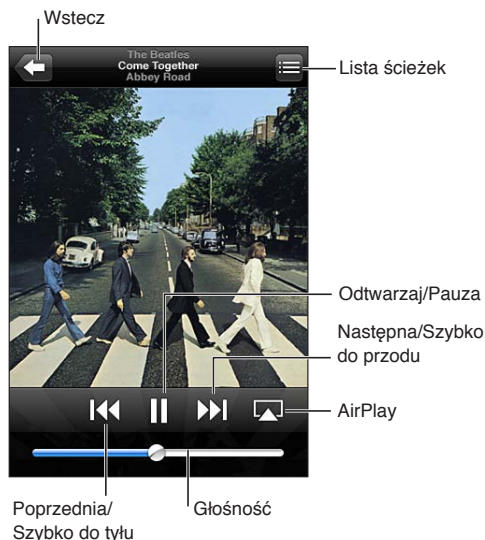 Wstecz
The Beatles
Come Together
Abbey Road
Lista ścieżek
Odtwarzaj/Pauza
Następna/Szybko
do przodu
AirPlay
Poprzednia/
Szybko do tyłu
Głośność